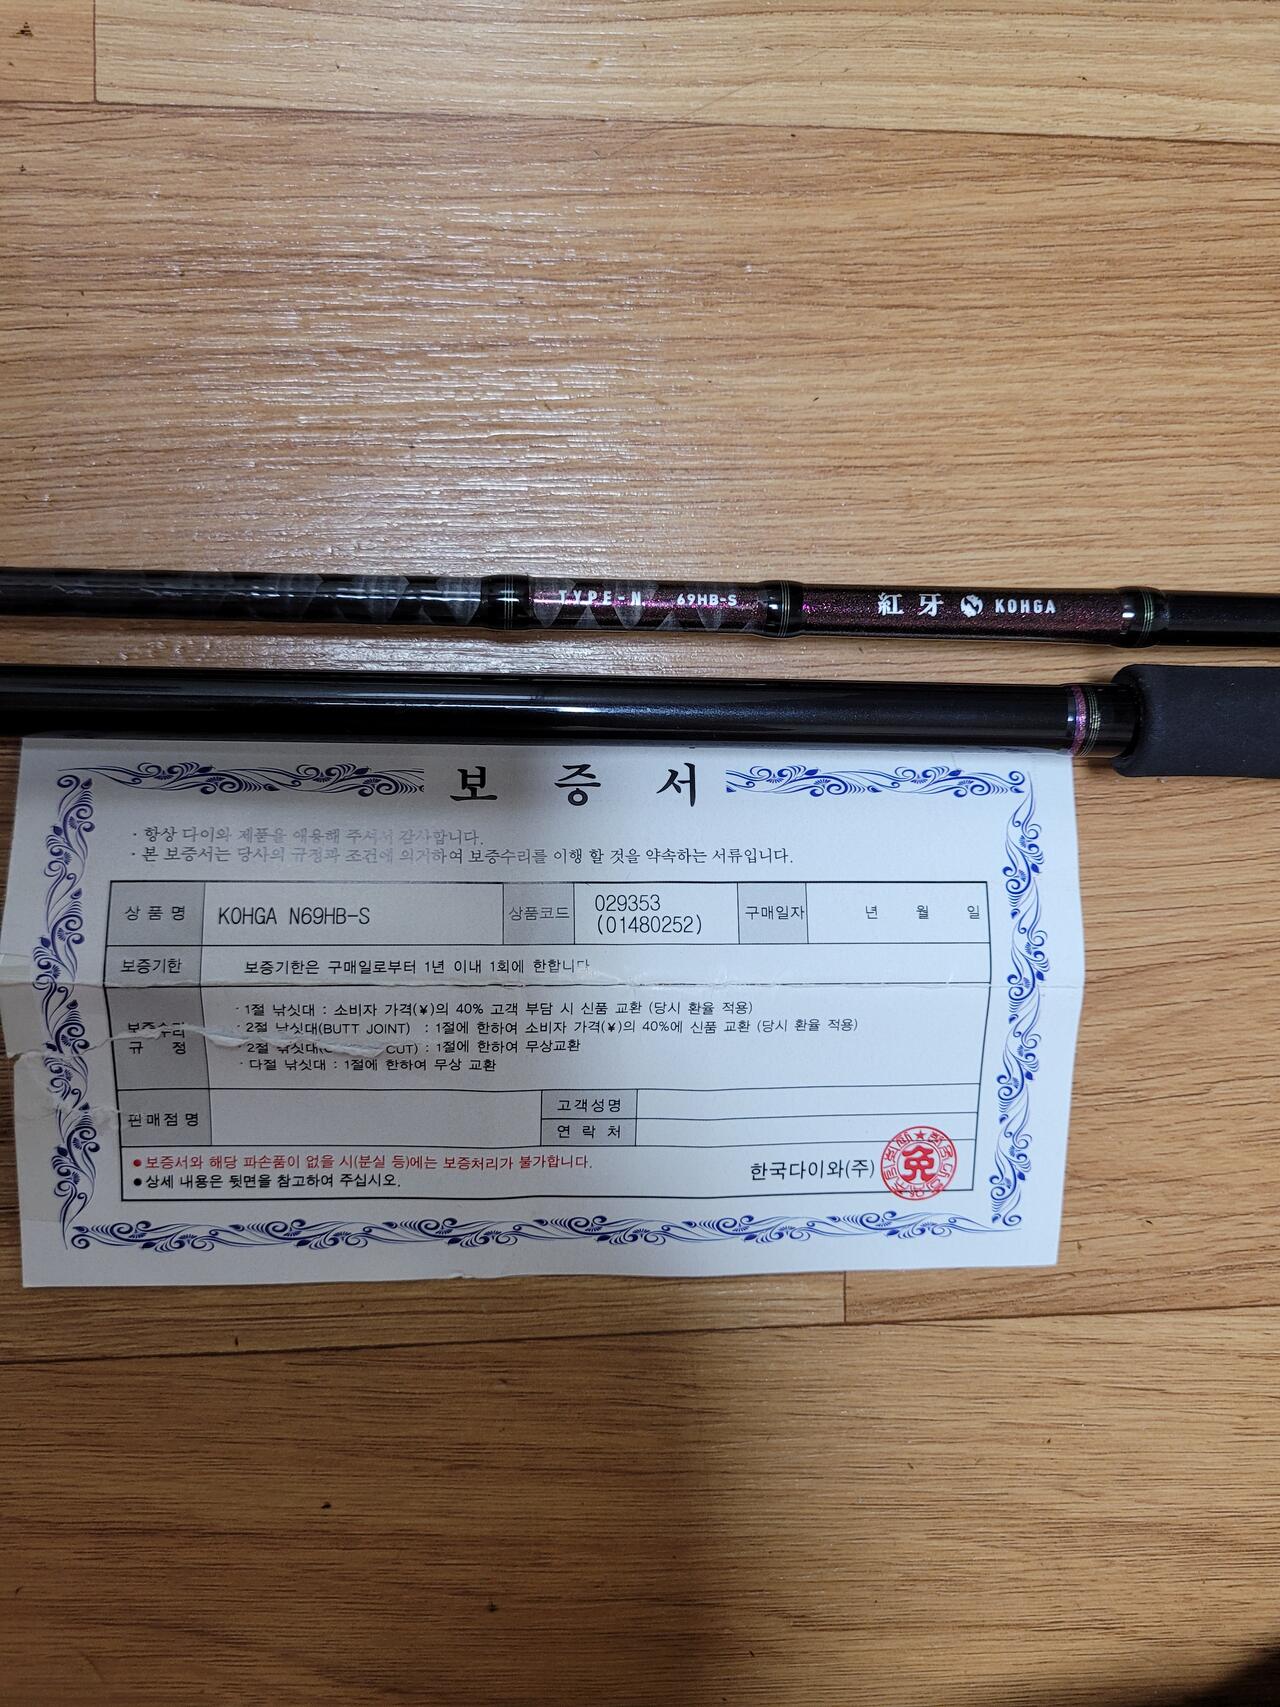 TYPE-N 69HB-S 紅牙 KOHGA
보증서
· 항상 다이와 제품을 애용해 주셔서 감사합니다.
· 본 보증서는 당사의 규정과 조건에 의거하여 보증수리를 이행 할 것을 약속하는 서류입니다.
상품명 KOHGA N69HB-S 상품코드 029353 (01480252) 구매일자 년 월 일
보증기한 보증기한은 구매일로부터 1년 이내 1회에 한합니다
보증수리 규정
· 1절 낚싯대 : 소비자 가격(¥)의 40% 고객 부담 시 신품 교환 (당시 환율 적용)
· 2절 낚싯대(BUTT JOINT) : 1절에 한하여 소비자 가격(¥)의 40%에 신품 교환 (당시 환율 적용)
· 2절 낚싯대( CUT) : 1절에 한하여 무상교환
· 다절 낚싯대 : 1절에 한하여 무상 교환
판매점명 고객성명
연락처
● 보증서와 해당 파손품이 없을 시(분실 등)에는 보증처리가 불가합니다.
● 상세 내용은 뒷면을 참고하여 주십시오.
한국다이와(주)